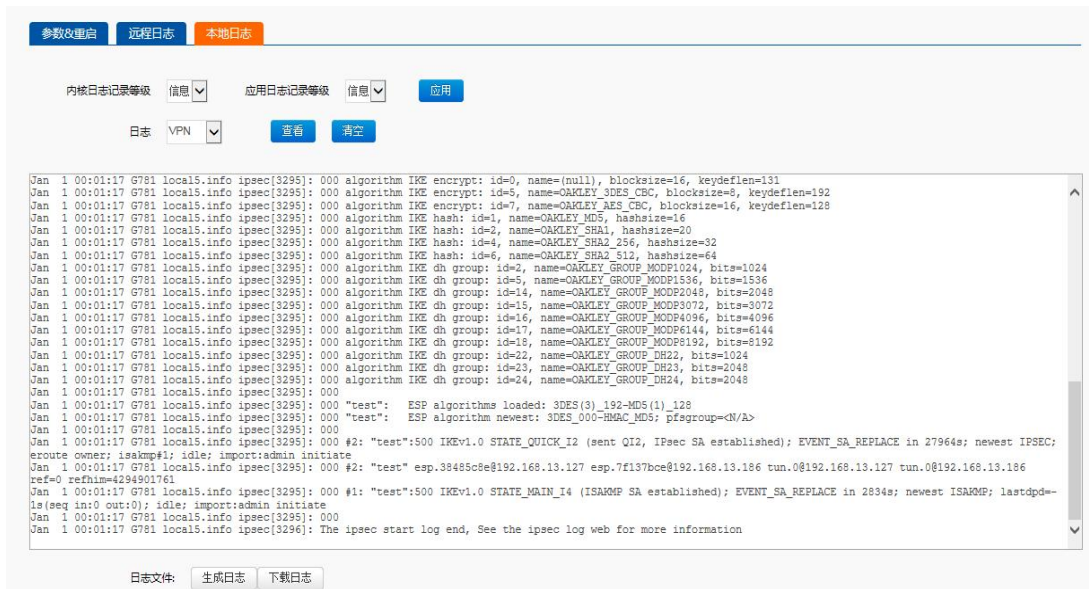 参数&重启 远程日志 本地日志
内核日志记录等级 信息 应用日志记录等级 信息 应用
日志 VPN 查看 清空
Jan  1 00:01:17 G781 local5.info ipsec[3295]: 000 algorithm IKE encrypt: id=0, name=(null), blocksize=16, keydeflen=131
Jan  1 00:01:17 G781 local5.info ipsec[3295]: 000 algorithm IKE encrypt: id=5, name=OAKLEY_3DES_CBC, blocksize=8, keydeflen=192
Jan  1 00:01:17 G781 local5.info ipsec[3295]: 000 algorithm IKE encrypt: id=7, name=OAKLEY_AES_CBC, blocksize=16, keydeflen=128
Jan  1 00:01:17 G781 local5.info ipsec[3295]: 000 algorithm IKE hash: id=1, name=OAKLEY_MD5, hashsize=16
Jan  1 00:01:17 G781 local5.info ipsec[3295]: 000 algorithm IKE hash: id=2, name=OAKLEY_SHA1, hashsize=20
Jan  1 00:01:17 G781 local5.info ipsec[3295]: 000 algorithm IKE hash: id=4, name=OAKLEY_SHA2_256, hashsize=32
Jan  1 00:01:17 G781 local5.info ipsec[3295]: 000 algorithm IKE hash: id=6, name=OAKLEY_SHA2_512, hashsize=64
Jan  1 00:01:17 G781 local5.info ipsec[3295]: 000 algorithm IKE dh group: id=2, name=OAKLEY_GROUP_MODP1024, bits=1024
Jan  1 00:01:17 G781 local5.info ipsec[3295]: 000 algorithm IKE dh group: id=5, name=OAKLEY_GROUP_MODP1536, bits=1536
Jan  1 00:01:17 G781 local5.info ipsec[3295]: 000 algorithm IKE dh group: id=14, name=OAKLEY_GROUP_MODP2048, bits=2048
Jan  1 00:01:17 G781 local5.info ipsec[3295]: 000 algorithm IKE dh group: id=15, name=OAKLEY_GROUP_MODP3072, bits=3072
Jan  1 00:01:17 G781 local5.info ipsec[3295]: 000 algorithm IKE dh group: id=16, name=OAKLEY_GROUP_MODP4096, bits=4096
Jan  1 00:01:17 G781 local5.info ipsec[3295]: 000 algorithm IKE dh group: id=17, name=OAKLEY_GROUP_MODP6144, bits=6144
Jan  1 00:01:17 G781 local5.info ipsec[3295]: 000 algorithm IKE dh group: id=18, name=OAKLEY_GROUP_MODP8192, bits=8192
Jan  1 00:01:17 G781 local5.info ipsec[3295]: 000 algorithm IKE dh group: id=22, name=OAKLEY_GROUP_DH22, bits=1024
Jan  1 00:01:17 G781 local5.info ipsec[3295]: 000 algorithm IKE dh group: id=23, name=OAKLEY_GROUP_DH23, bits=2048
Jan  1 00:01:17 G781 local5.info ipsec[3295]: 000 algorithm IKE dh group: id=24, name=OAKLEY_GROUP_DH24, bits=2048
Jan  1 00:01:17 G781 local5.info ipsec[3295]: 000
Jan  1 00:01:17 G781 local5.info ipsec[3295]: 000 "test":   ESP algorithms loaded: 3DES(3)_192-MD5(1)_128
Jan  1 00:01:17 G781 local5.info ipsec[3295]: 000 "test":   ESP algorithm newest: 3DES_000-HMAC_MD5; pfsgroup=<N/A>
Jan  1 00:01:17 G781 local5.info ipsec[3295]: 000
Jan  1 00:01:17 G781 local5.info ipsec[3295]: 000 #2: "test":500 IKEv1.0 STATE_QUICK_I2 (sent QI2, IPsec SA established); EVENT_SA_REPLACE in 27964s; newest IPSEC;
eroute owner; isakmp#1; idle; import:admin initiate
Jan  1 00:01:17 G781 local5.info ipsec[3295]: 000 #2: "test" esp.38485c8e@192.168.13.127 esp.7f137bce@192.168.13.186 tun.0@192.168.13.127 tun.0@192.168.13.186
ref=0 refhim=4294901761
Jan  1 00:01:17 G781 local5.info ipsec[3295]: 000 #1: "test":500 IKEv1.0 STATE_MAIN_I4 (ISAKMP SA established); EVENT_SA_REPLACE in 2834s; newest ISAKMP; lastdpd=-
1s(seq in:0 out:0); idle; import:admin initiate
Jan  1 00:01:17 G781 local5.info ipsec[3295]: 000
Jan  1 00:01:17 G781 local5.info ipsec[3296]: The ipsec start log end, See the ipsec log web for more information
日志文件: 生成日志 下载日志